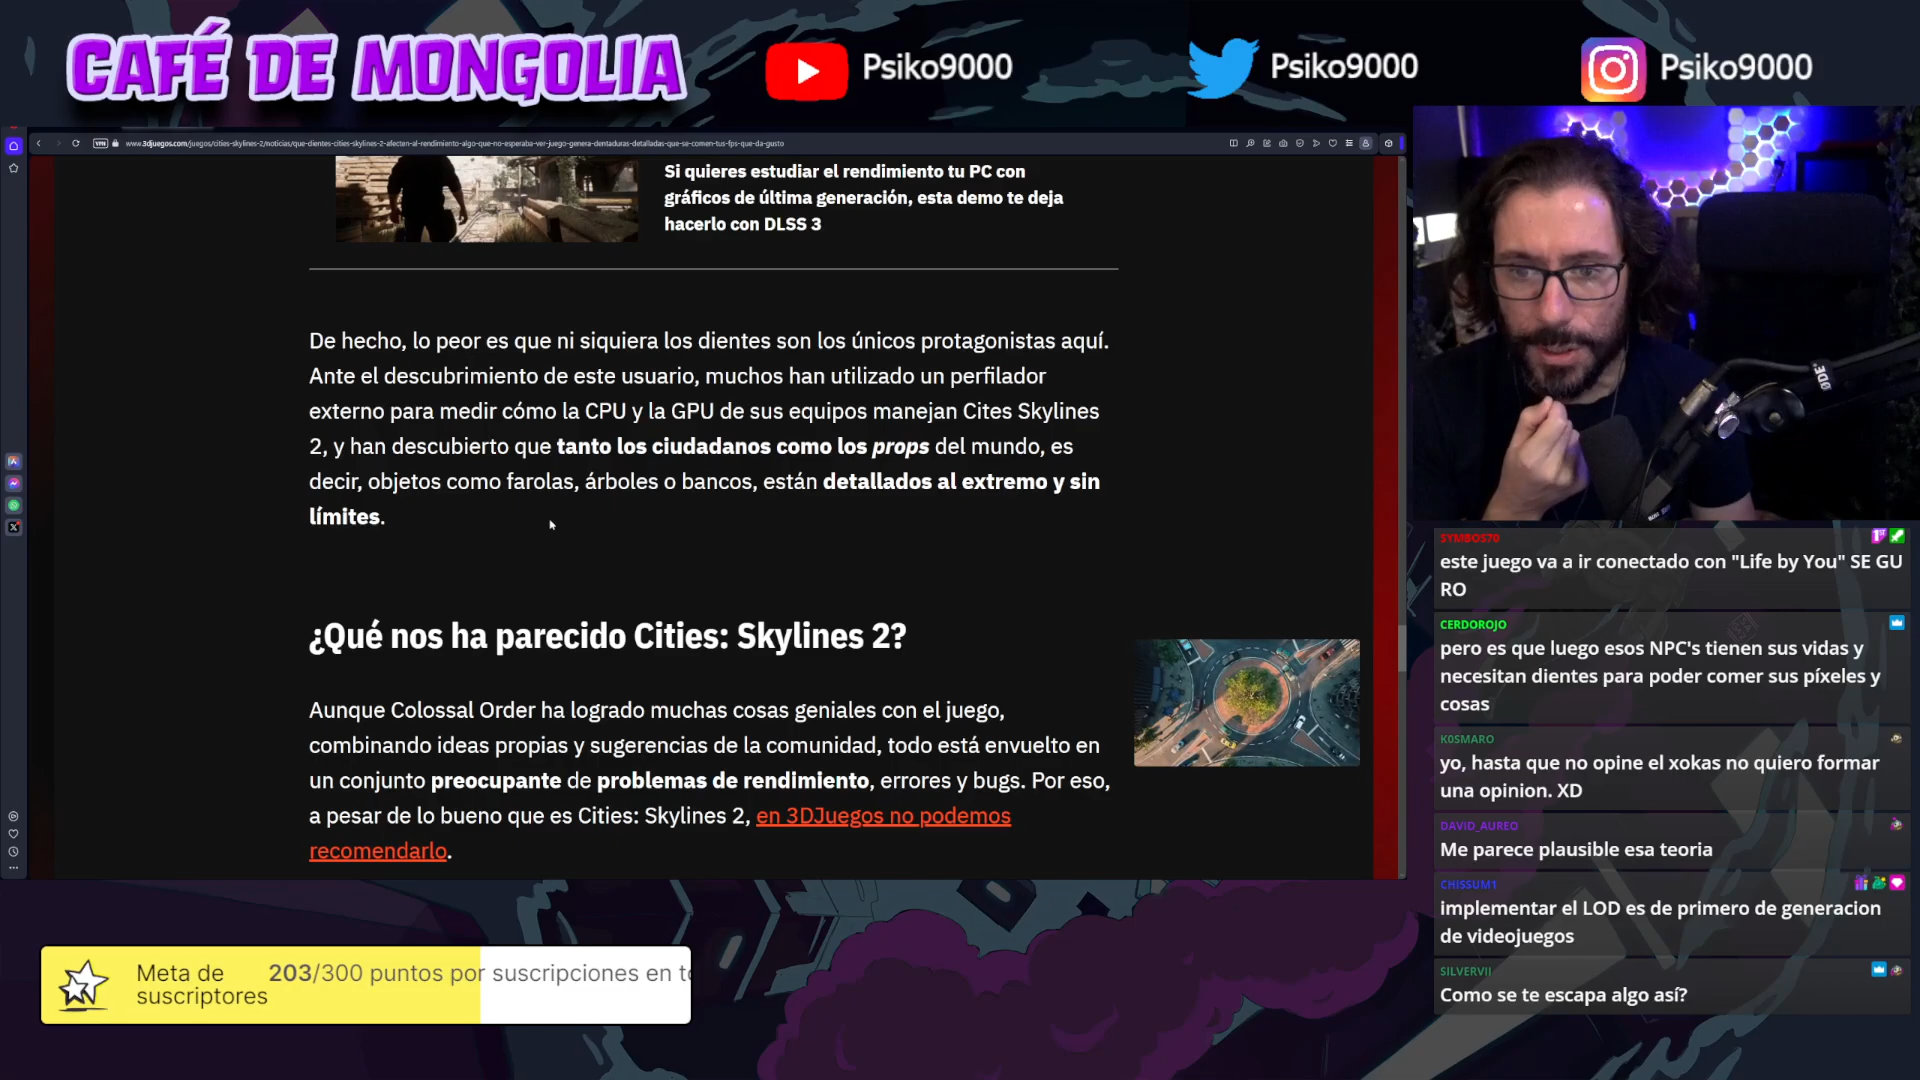 CAFÉ DE MONGOLIA
Psiko9000
Psiko9000
Psiko9000
VPN
www.3djuegos.com/juegos/cities-skylines-2/noticias/que-dientes-cities-skylines-2-afecten-al-rendimiento-algo-que-no-esperaba-ver-juego-genera-dentaduras-detalladas-que-se-comen-tus-fps-que-da-gusto
Si quieres estudiar el rendimiento tu PC con
gráficos de última generación, esta demo te deja
hacerlo con DLSS 3
De hecho, lo peor es que ni siquiera los dientes son los únicos protagonistas aquí.
Ante el descubrimiento de este usuario, muchos han utilizado un perfilador
externo para medir cómo la CPU y la GPU de sus equipos manejan Cites Skylines
2, y han descubierto que tanto los ciudadanos como los props del mundo, es
decir, objetos como farolas, árboles o bancos, están detallados al extremo y sin
límites.
¿Qué nos ha parecido Cities: Skylines 2?
Aunque Colossal Order ha logrado muchas cosas geniales con el juego,
combinando ideas propias y sugerencias de la comunidad, todo está envuelto en
un conjunto preocupante de problemas de rendimiento, errores y bugs. Por eso,
a pesar de lo bueno que es Cities: Skylines 2, en 3DJuegos no podemos
recomendarlo.
RØDE
SYMBOS70
este juego va a ir conectado con "Life by You" SE GU
RO
CERDOROJO
pero es que luego esos NPC's tienen sus vidas y
necesitan dientes para poder comer sus píxeles y
cosas
K0SMARO
yo, hasta que no opine el xokas no quiero formar
una opinion. XD
DAVID_AUREO
Me parece plausible esa teoria
CHISSUM1
implementar el LOD es de primero de generacion
de videojuegos
SILVERVII
Como se te escapa algo así?
Meta de
suscriptores
203/300 puntos por suscripciones en to